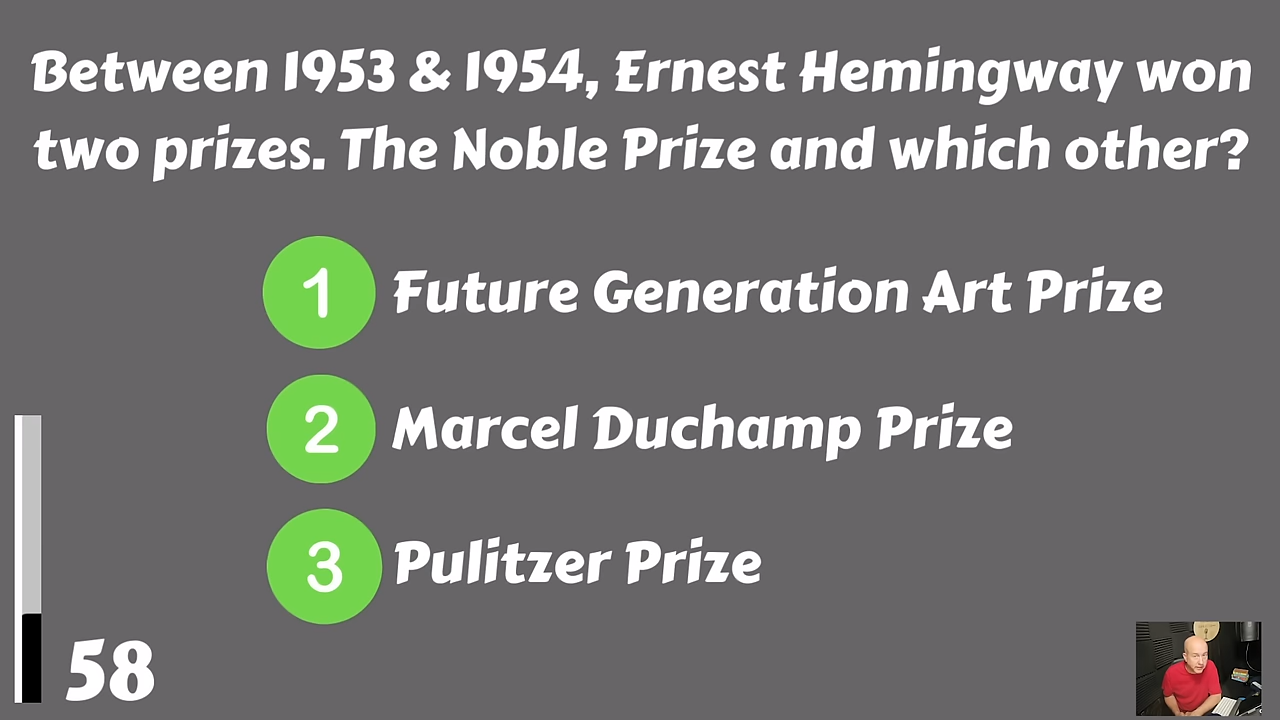 Between 1953 & 1954, Ernest Hemingway won
two prizes. The Noble Prize and which other?
1 Future Generation Art Prize
2 Marcel Duchamp Prize
3 Pulitzer Prize
58